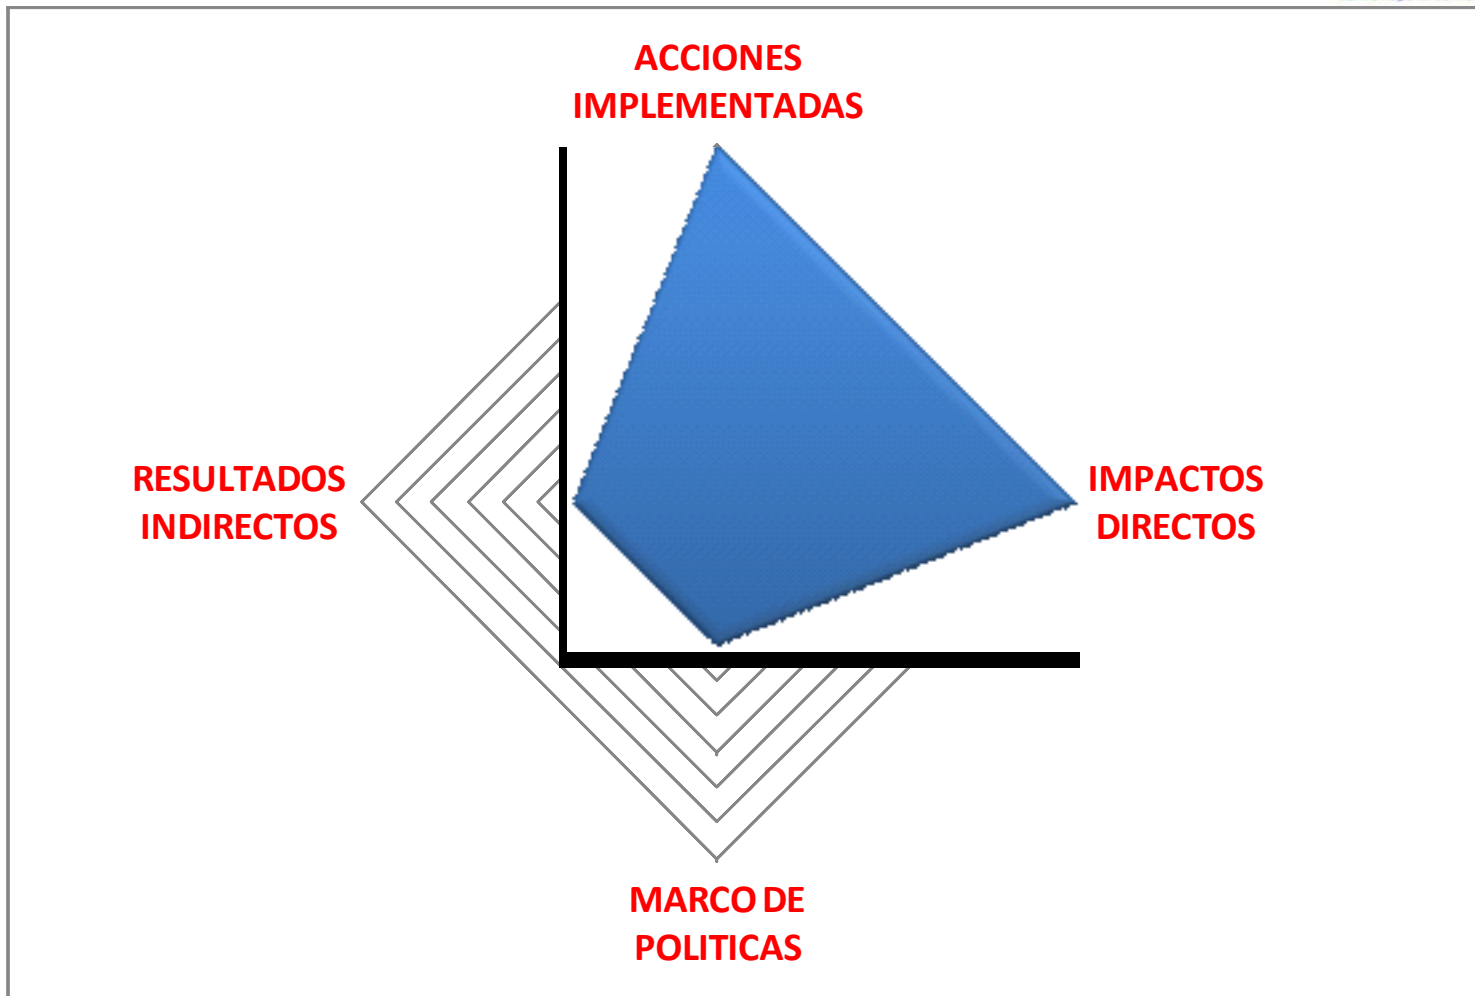 ACCIONES
IMPLEMENTADAS
RESULTADOS
INDIRECTOS
IMPACTOS
DIRECTOS
MARCO DE
POLITICAS